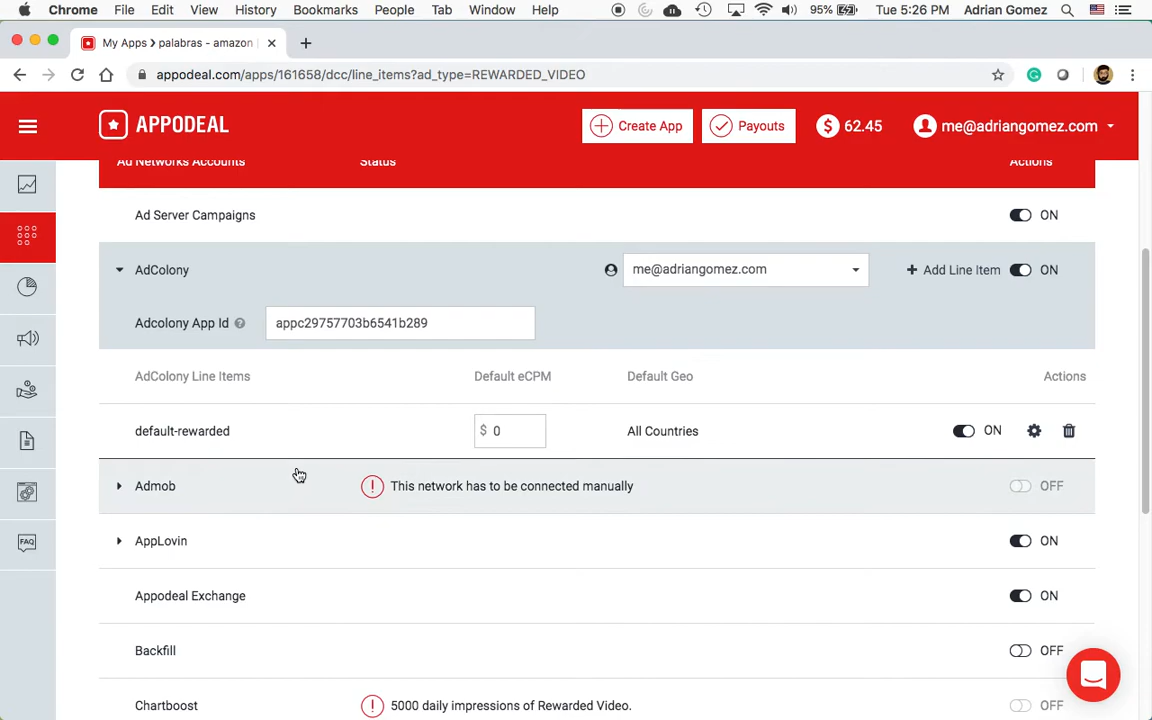 Chrome File Edit View History Bookmarks People Tab Window Help 95% Tue 5:26 PM Adrian Gomez
My Apps > palabras - amazon
appodeal.com/apps/161658/dcc/line_items?ad_type=REWARDED_VIDEO
APPODEAL Create App Payouts $ 62.45 me@adriangomez.com
Ad Networks Accounts Status Actions
Ad Server Campaigns ON
AdColony me@adriangomez.com + Add Line Item ON
Adcolony App Id ? appc29757703b6541b289
AdColony Line Items Default eCPM Default Geo Actions
default-rewarded $ 0 All Countries ON
Admob ! This network has to be connected manually OFF
AppLovin ON
Appodeal Exchange ON
FAQ
Backfill OFF
Chartboost ! 5000 daily impressions of Rewarded Video. OFF